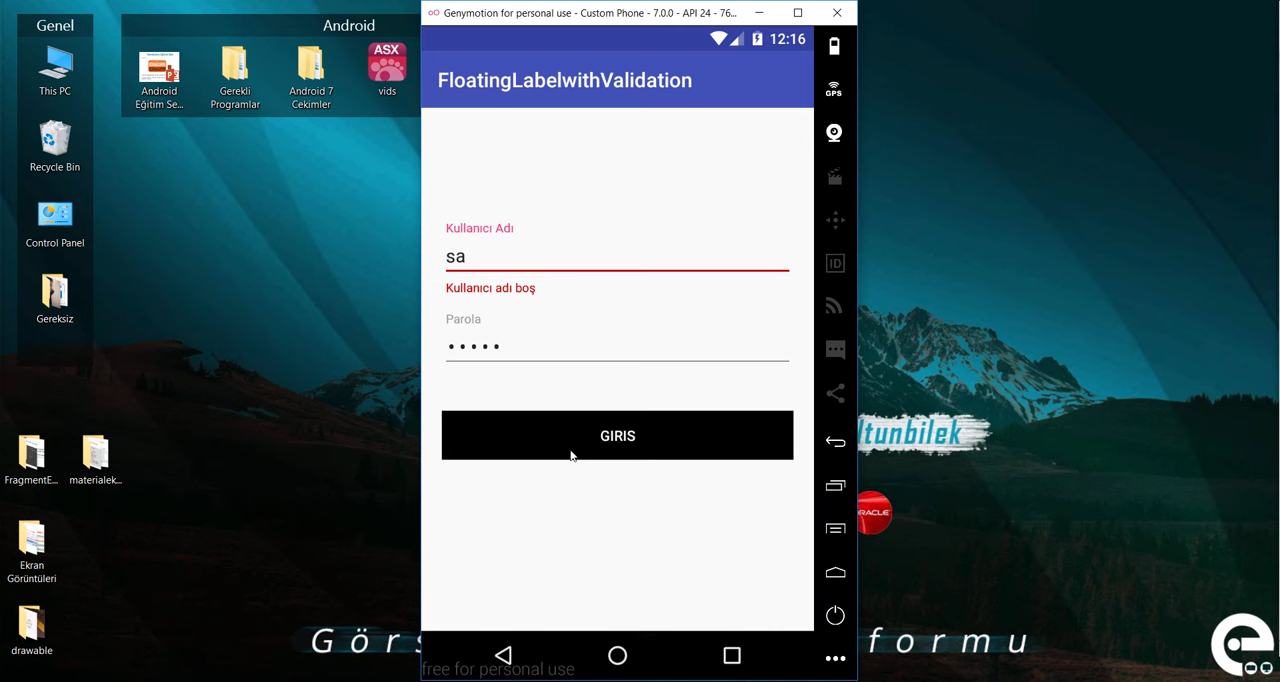 Genel
This PC
Recycle Bin
Control Panel
Gereksiz
FragmentE...
materialek...
Ekran
Görüntüleri
drawable
Android
Android
Eğitim Se...
Gerekli
Programlar
Android 7
Cekimler
ASX
vids
Genymotion for personal use - Custom Phone - 7.0.0 - API 24 - 76...
12:16
FloatingLabelwithValidation
Kullanıcı Adı
sa
Kullanıcı adı boş
Parola
GIRIS
free for personal use
GPS
ID
ltunbilek
ORACLE
Görs
formu